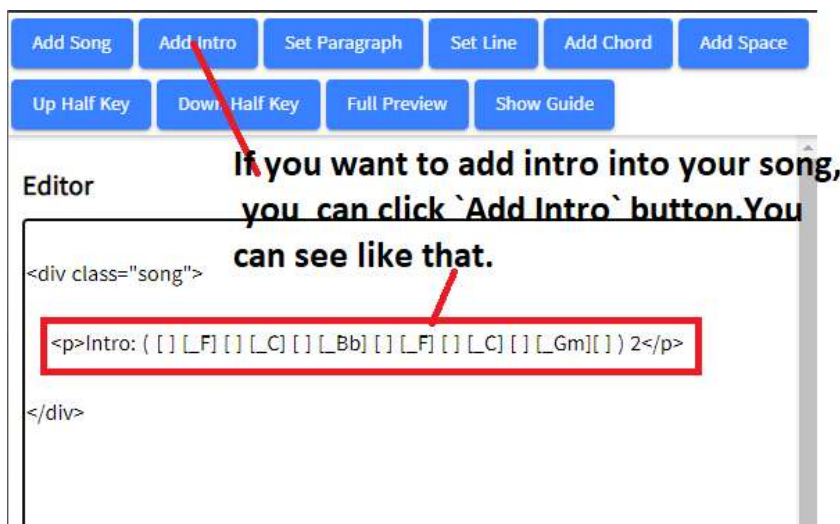 Add Song Add Intro Set Paragraph Set Line Add Chord Add Space
Up Half Key Down Half Key Full Preview Show Guide
If you want to add intro into your song,
Editor
you can click `Add Intro` button.You
can see like that.
<div class="song">
<p>Intro: ( [ ] [_F] [ ] [_C] [ ] [_Bb] [ ] [_F] [ ] [_C] [ ] [_Gm][ ] ) 2</p>
</div>